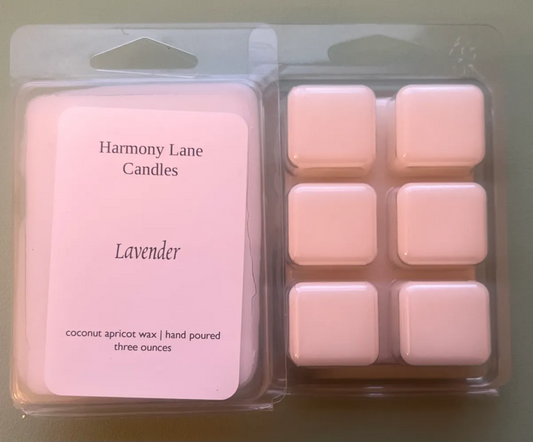 Harmony Lane
Candles
Lavender
coconut apricot wax | hand poured
three ounces